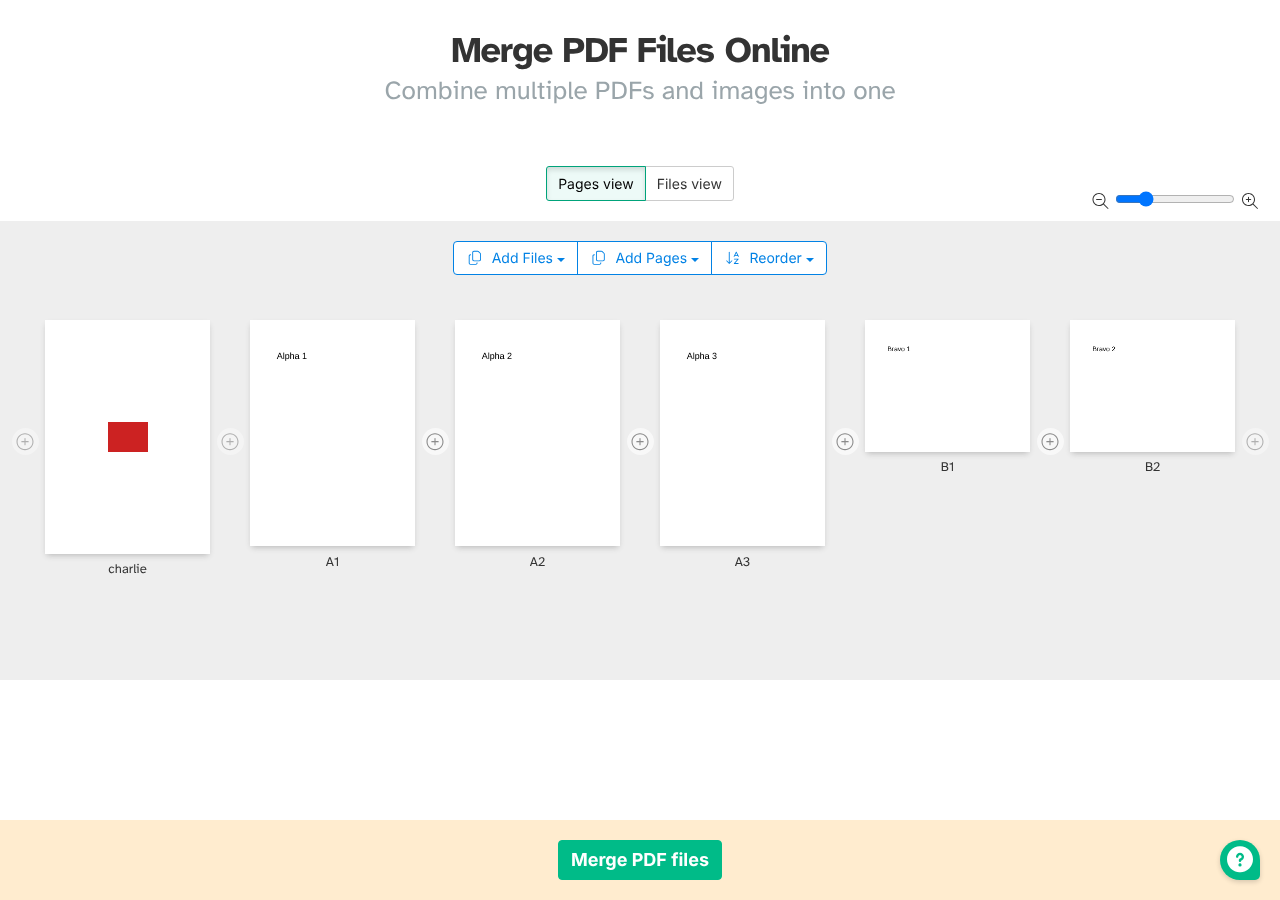 Merge PDF Files Online
Combine multiple PDFs and images into one
Pages view Files view
Add Files Add Pages Reorder
Alpha 1 Alpha 2 Alpha 3 Bravo 1 Bravo 2
charlie A1 A2 A3 B1 B2
Merge PDF files